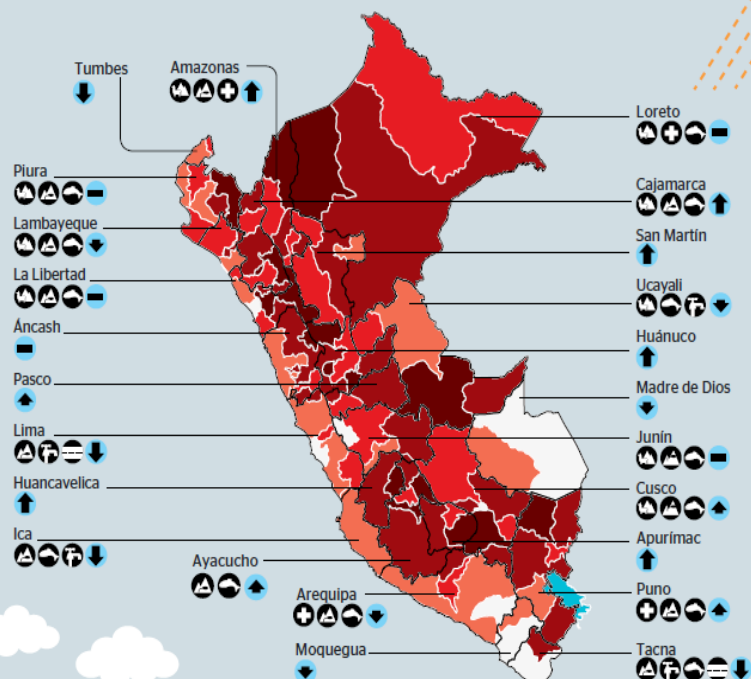 Tumbes
Amazonas
Piura
Lambayeque
La Libertad
Áncash
Pasco
Lima
Huancavelica
Ica
Ayacucho
Arequipa
Moquegua
Loreto
Cajamarca
San Martín
Ucayali
Huánuco
Madre de Dios
Junín
Cusco
Apurímac
Puno
Tacna